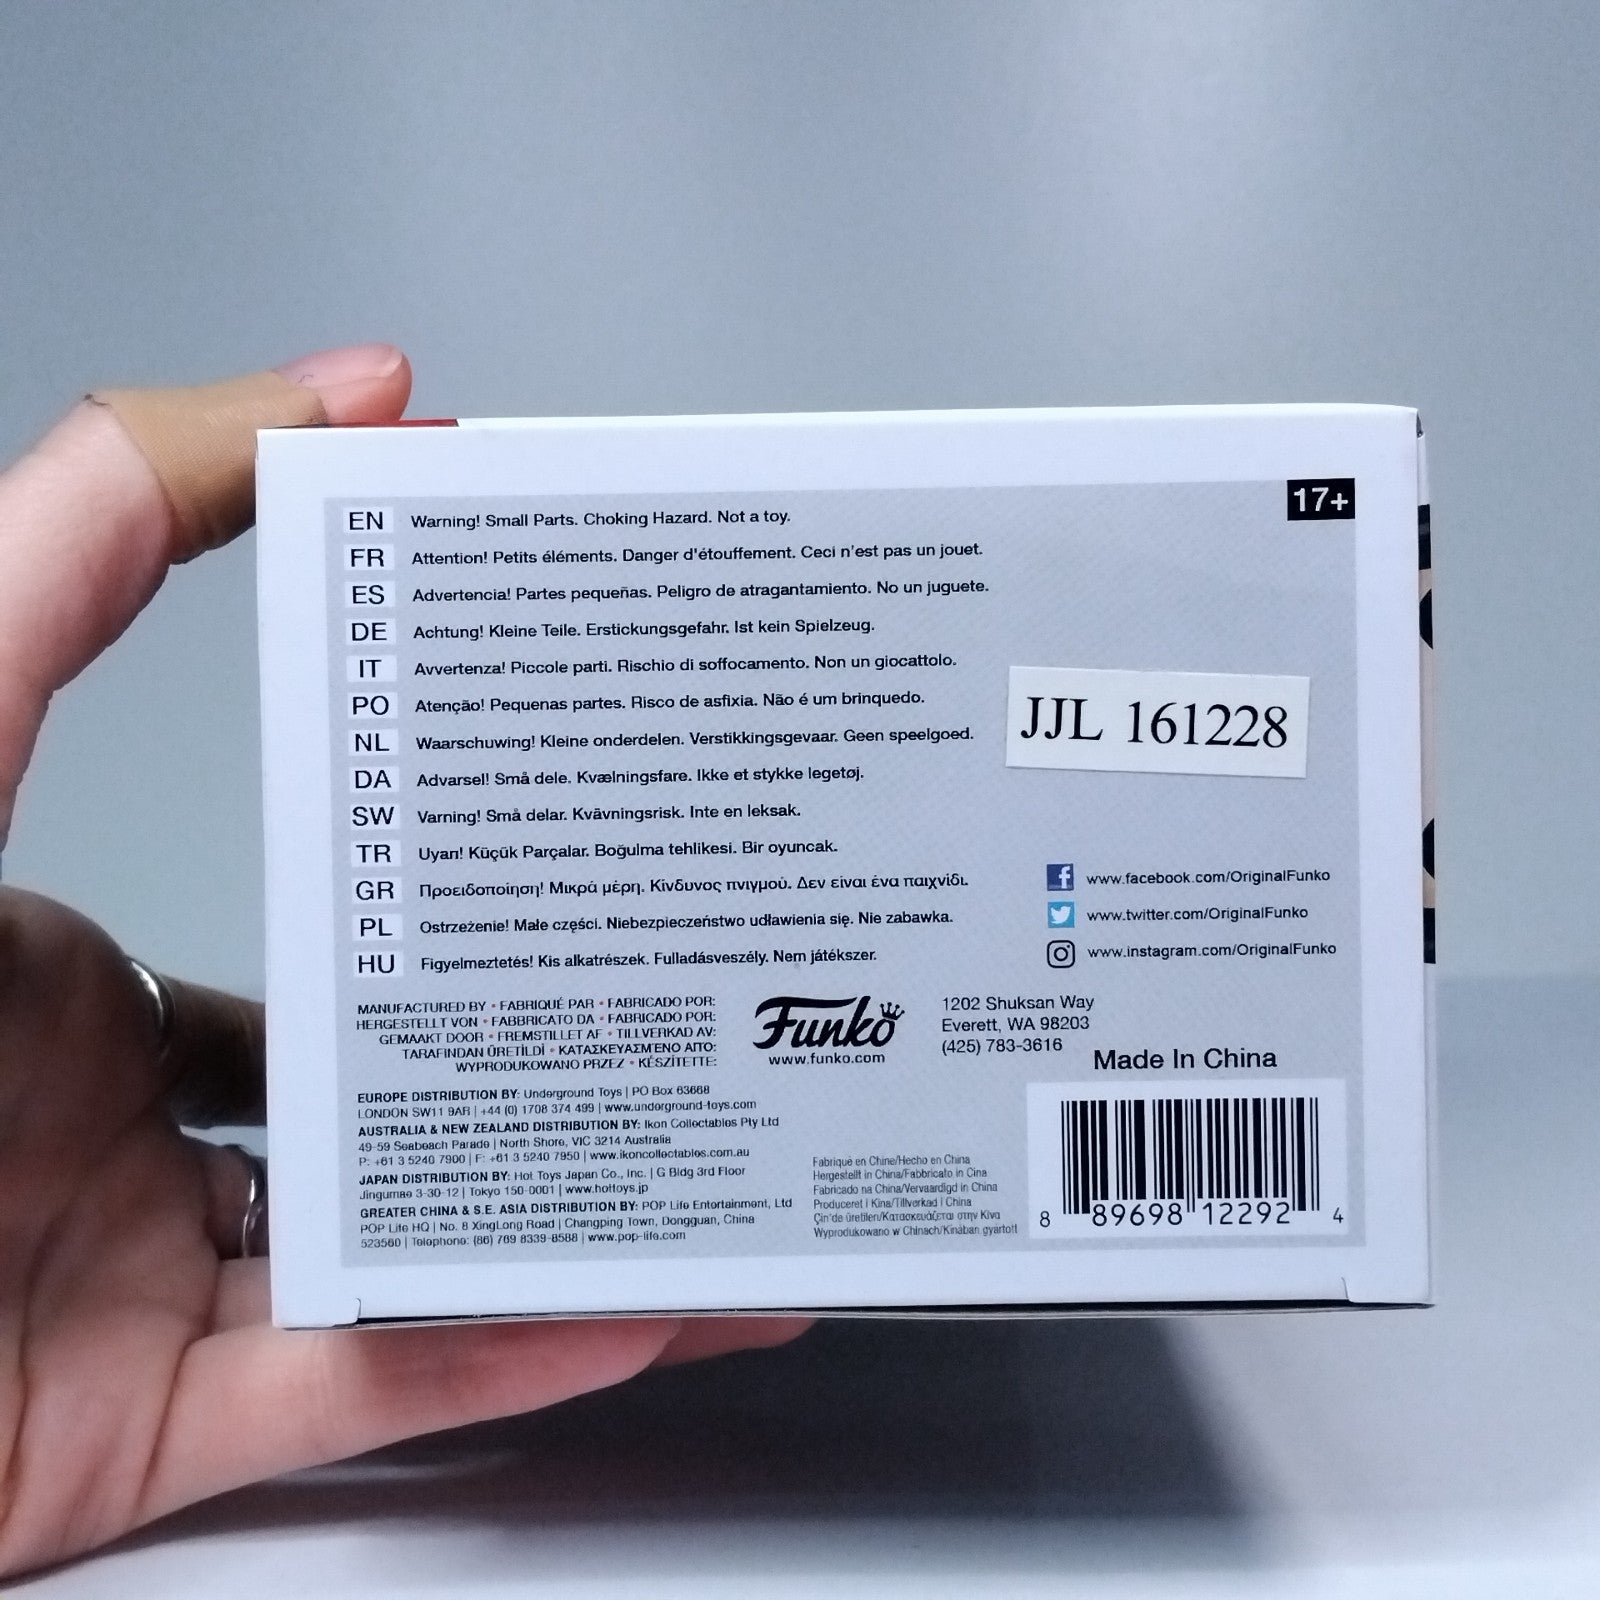 17+
EN Warning! Small Parts. Choking Hazard. Not a toy.
FR Attention! Petits éléments. Danger d'étouffement. Ceci n'est pas un jouet.
ES Advertencia! Partes pequeñas. Peligro de atragantamiento. No un juguete.
DE Achtung! Kleine Teile. Erstickungsgefahr. Ist kein Spielzeug.
IT Avvertenza! Piccole parti. Rischio di soffocamento. Non un giocattolo.
PO Atenção! Pequenas partes. Risco de asfixia. Não é um brinquedo.
NL Waarschuwing! Kleine onderdelen. Verstikkingsgevaar. Geen speelgoed.
DA Advarsel! Små dele. Kvælningsfare. Ikke et stykke legetøj.
SW Varning! Små delar. Kvävningsrisk. Inte en leksak.
TR Uyarı! Küçük Parçalar. Boğulma tehlikesi. Bir oyuncak.
GR Προειδοποίηση! Μικρά μέρη. Κίνδυνος πνιγμού. Δεν είναι ένα παιχνίδι.
PL Ostrzeżenie! Małe części. Niebezpieczeństwo udławienia się. Nie zabawka.
HU Figyelmeztetés! Kis alkatrészek. Fulladásveszély. Nem játékszer.
JJL 161228
www.facebook.com/OriginalFunko
www.twitter.com/OriginalFunko
www.instagram.com/OriginalFunko
MANUFACTURED BY • FABRIQUÉ PAR • FABRICADO POR:
HERGESTELLT VON • FABBRICATO DA • FABRICADO POR:
GEMAAKT DOOR • FREMSTILLET AF • TILLVERKAD AV:
TARAFINDAN ÜRETİLDİ • ΚΑΤΑΣΚΕΥΑΣΜΈΝΟ ΑΠΌ:
WYPRODUKOWANO PRZEZ • KÉSZÍTETTE:
Funko
www.funko.com
1202 Shuksan Way
Everett, WA 98203
(425) 783-3616
Made In China
EUROPE DISTRIBUTION BY: Underground Toys | PO Box 63668
LONDON SW11 9AR | +44 (0) 1708 374 499 | www.underground-toys.com
AUSTRALIA & NEW ZEALAND DISTRIBUTION BY: Ikon Collectables Pty Ltd
49-59 Seabeach Parade | North Shore, VIC 3214 Australia
P: +61 3 5240 7900 | F: +61 3 5240 7950 | www.ikoncollectables.com.au
JAPAN DISTRIBUTION BY: Hot Toys Japan Co., Inc. | G Bldg 3rd Floor
Jingumae 3-30-12 | Tokyo 150-0001 | www.hottoys.jp
GREATER CHINA & S.E. ASIA DISTRIBUTION BY: POP Life Entertainment, Ltd
POP Life HQ | No. 8 XingLong Road | Changping Town, Dongguan, China
523560 | Telephone: (86) 769 8339-8588 | www.pop-life.com
Fabriqué en Chine/Hecho en China
Hergestellt in China/Fabbricato in Cina
Fabricado na China/Vervaardigd in China
Produceret i Kina/Tillverkad i China
Çin'de üretilen/Κατασκευάζεται στην Κίνα
Wyprodukowano w Chinach/Kínában gyártott
8 89698 12292 4